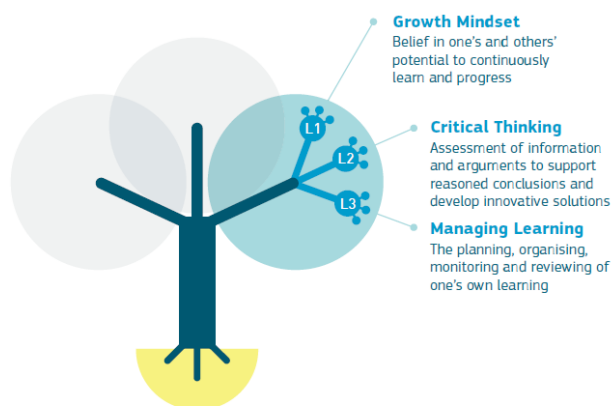 Growth Mindset
Belief in one's and others'
potential to continuously
learn and progress
L1
Critical Thinking
Assessment of information
and arguments to support
reasoned conclusions and
develop innovative solutions
L2
L3
Managing Learning
The planning, organising,
monitoring and reviewing of
one's own learning